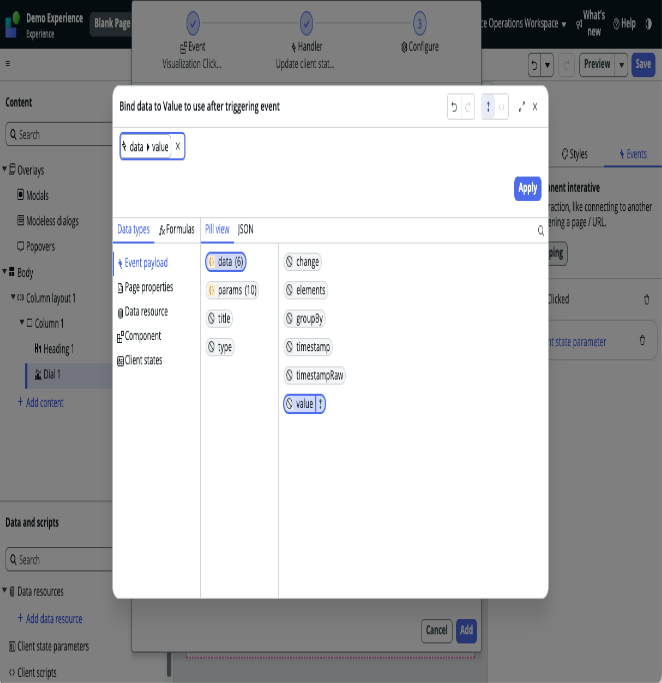 Demo Experience
Experience
Blank Page
ce Operations Workspace
What's new
Help
Event
Visualization Click...
Handler
Update client stat...
3
Configure
Preview
Save
Content
Search
Overlays
Modals
Modeless dialogs
Popovers
Body
Column layout 1
Column 1
H1 Heading 1
Dial 1
+ Add content
Data and scripts
Search
Data resources
+ Add data resource
Client state parameters
Client scripts
Bind data to Value to use after triggering event
data value
Apply
Data types
Formulas
Pill view
JSON
Event payload
Page properties
Data resource
Component
Client states
data (6)
params (10)
title
type
change
elements
groupBy
timestamp
timestampRaw
value
Styles
Events
onent interative
raction, like connecting to another
ening a page / URL.
ping
Clicked
nt state parameter
Cancel
Add